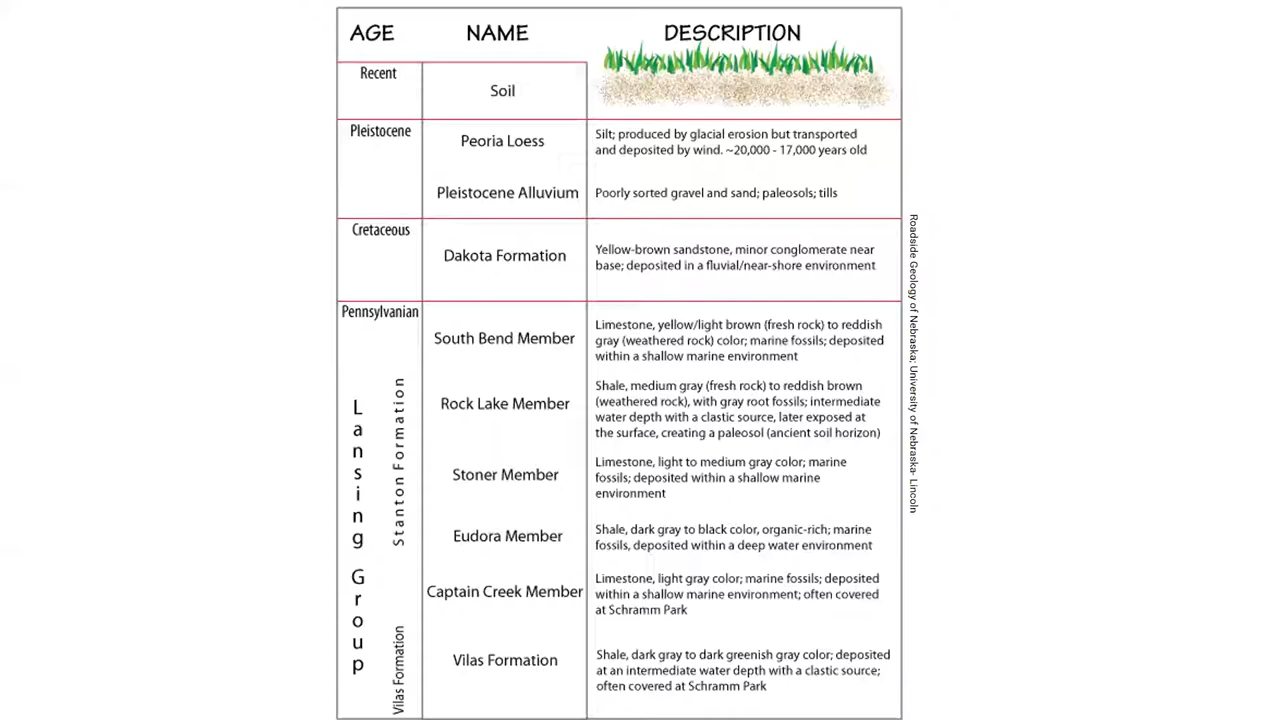 AGE
NAME
DESCRIPTION
Recent
Soil
Pleistocene
Peoria Loess
Silt; produced by glacial erosion but transported
and deposited by wind. ~20,000 - 17,000 years old
Pleistocene Alluvium
Poorly sorted gravel and sand; paleosols; tills
Cretaceous
Dakota Formation
Yellow-brown sandstone, minor conglomerate near
base; deposited in a fluvial/near-shore environment
Pennsylvanian
Lansing Group
Stanton Formation
South Bend Member
Limestone, yellow/light brown (fresh rock) to reddish
gray (weathered rock) color; marine fossils; deposited
within a shallow marine environment
Rock Lake Member
Shale, medium gray (fresh rock) to reddish brown
(weathered rock), with gray root fossils; intermediate
water depth with a clastic source, later exposed at
the surface, creating a paleosol (ancient soil horizon)
Stoner Member
Limestone, light to medium gray color; marine
fossils; deposited within a shallow marine
environment
Eudora Member
Shale, dark gray to black color, organic-rich; marine
fossils, deposited within a deep water environment
Captain Creek Member
Limestone, light gray color; marine fossils; deposited
within a shallow marine environment; often covered
at Schramm Park
Vilas Formation
Vilas Formation
Shale, dark gray to dark greenish gray color; deposited
at an intermediate water depth with a clastic source;
often covered at Schramm Park
Roadside Geology of Nebraska; University of Nebraska- Lincoln